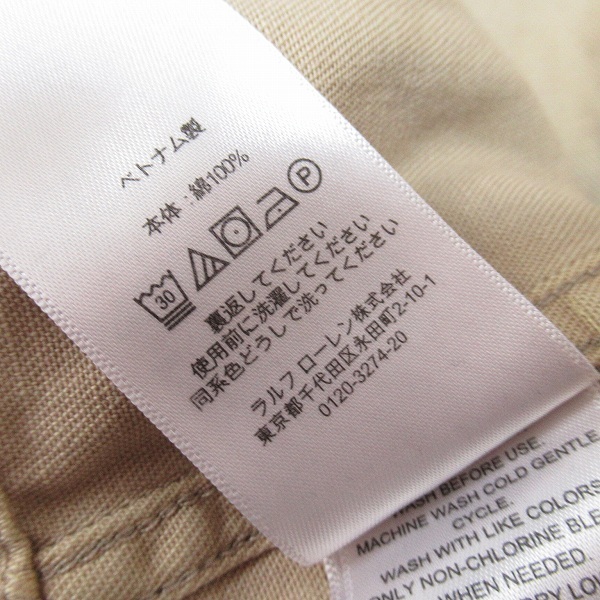 ベトナム製
本体:綿100%
30 P
裏返してください
使用前に洗濯してください
同系色どうしで洗ってください
ラルフ ローレン株式会社
東京都千代田区永田町2-10-1
0120-3274-20
WASH BEFORE USE.
MACHINE WASH COLD GENTLE
CYCLE.
WASH WITH LIKE COLORS
ONLY NON-CHLORINE BLE
WHEN NEEDED.